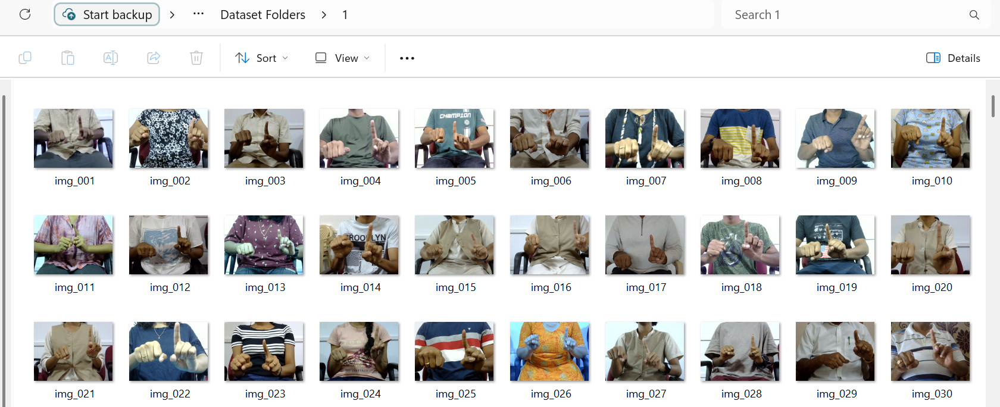 Start backup > ... Dataset Folders > 1 Search 1
Sort View ... Details
CHAMPION
img_001 img_002 img_003 img_004 img_005 img_006 img_007 img_008 img_009 img_010
BROOKLYN
img_011 img_012 img_013 img_014 img_015 img_016 img_017 img_018 img_019 img_020
img_021 img_022 img_023 img_024 img_025 img_026 img_027 img_028 img_029 img_030